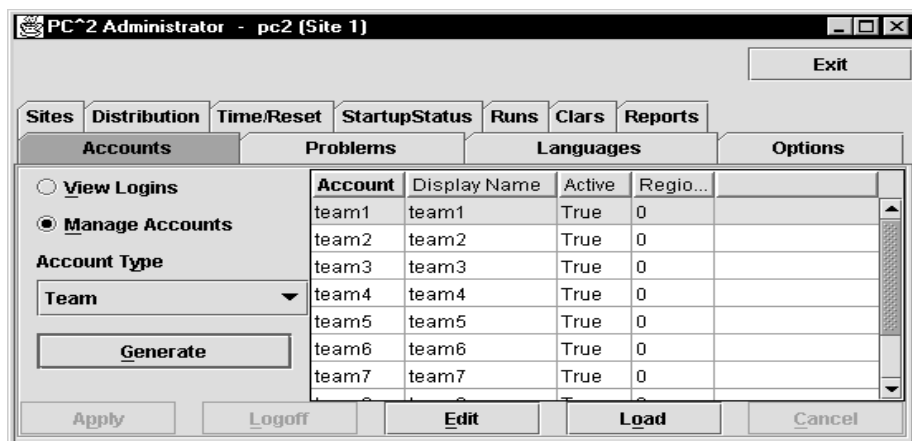 PC^2 Administrator - pc2 (Site 1)
Exit
Sites Distribution Time/Reset StartupStatus Runs Clars Reports
Accounts Problems Languages Options
View Logins
Manage Accounts
Account Type
Team
Generate
Account Display Name Active Regio...
team1 team1 True 0
team2 team2 True 0
team3 team3 True 0
team4 team4 True 0
team5 team5 True 0
team6 team6 True 0
team7 team7 True 0
Apply Logoff Edit Load Cancel